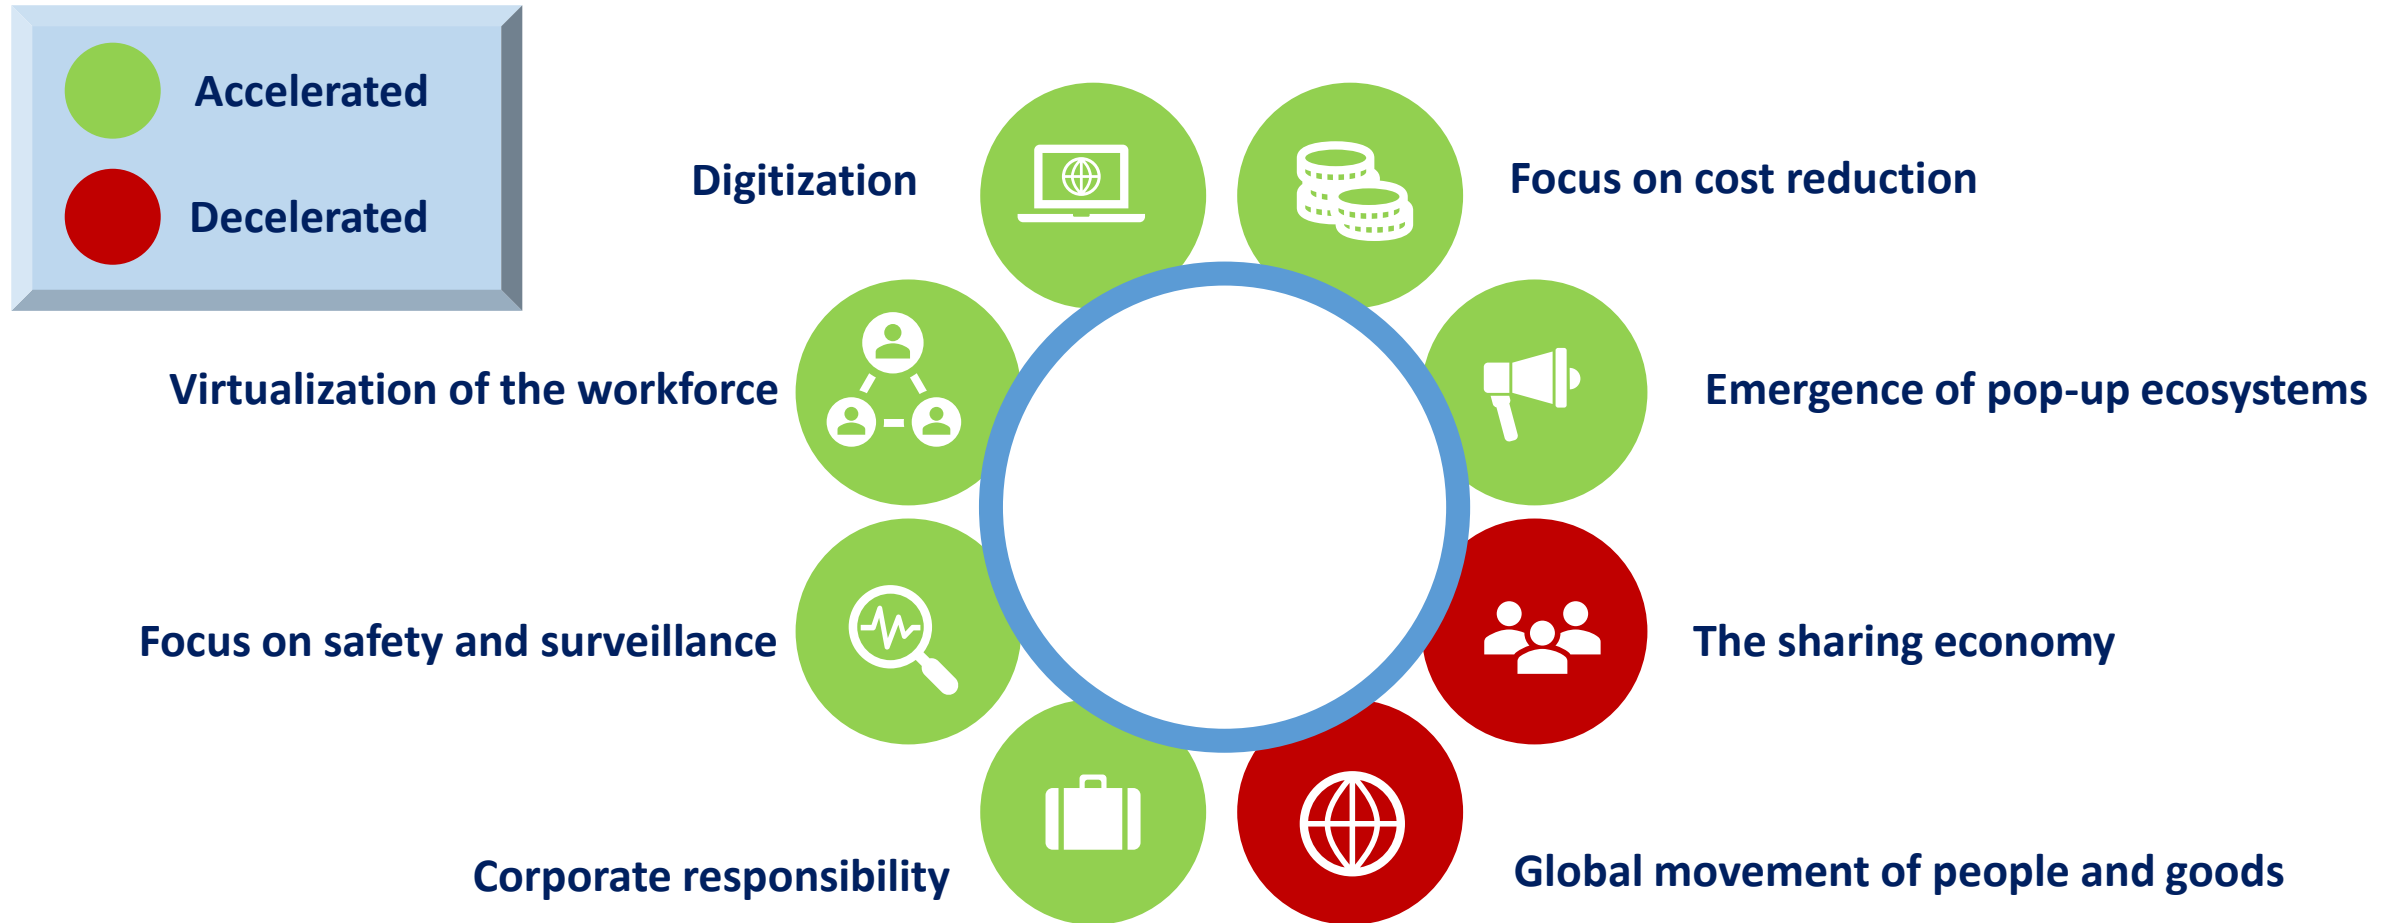 Accelerated
Decelerated
Digitization
Focus on cost reduction
Virtualization of the workforce
Emergence of pop-up ecosystems
Focus on safety and surveillance
The sharing economy
Corporate responsibility
Global movement of people and goods